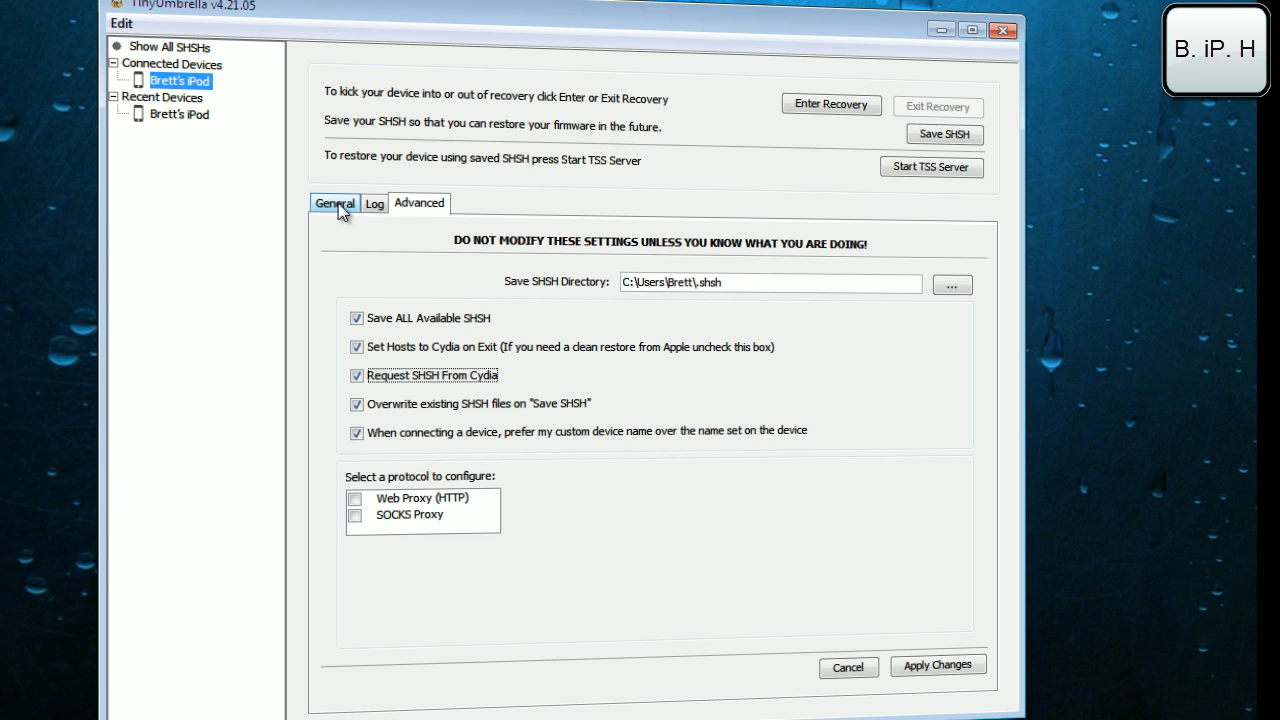 TinyUmbrella v4.21.05
B. iP. H
Edit
Show All SHSHs
Connected Devices
Brett's iPod
Recent Devices
Brett's iPod
To kick your device into or out of recovery click Enter or Exit Recovery
Enter Recovery
Exit Recovery
Save your SHSH so that you can restore your firmware in the future.
Save SHSH
To restore your device using saved SHSH press Start TSS Server
Start TSS Server
General
Log
Advanced
DO NOT MODIFY THESE SETTINGS UNLESS YOU KNOW WHAT YOU ARE DOING!
Save SHSH Directory:
C:\Users\Brett\.shsh
...
Save ALL Available SHSH
Set Hosts to Cydia on Exit (If you need a clean restore from Apple uncheck this box)
Request SHSH From Cydia
Overwrite existing SHSH files on "Save SHSH"
When connecting a device, prefer my custom device name over the name set on the device
Select a protocol to configure:
Web Proxy (HTTP)
SOCKS Proxy
Cancel
Apply Changes